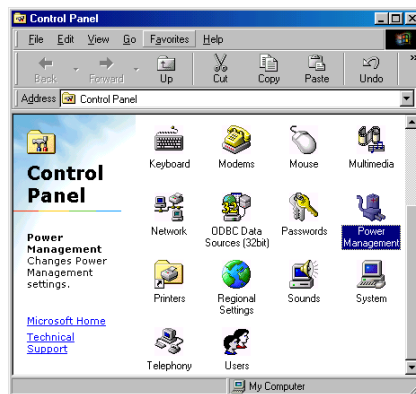 Control Panel
File Edit View Go Favorites Help
Back Forward Up Cut Copy Paste Undo
Address Control Panel
Control
Panel
Power
Management
Changes Power
Management
settings.
Microsoft Home
Technical
Support
Keyboard Modems Mouse Multimedia
Network ODBC Data
Sources (32bit) Passwords Power
Management
Printers Regional
Settings Sounds System
Telephony Users
My Computer